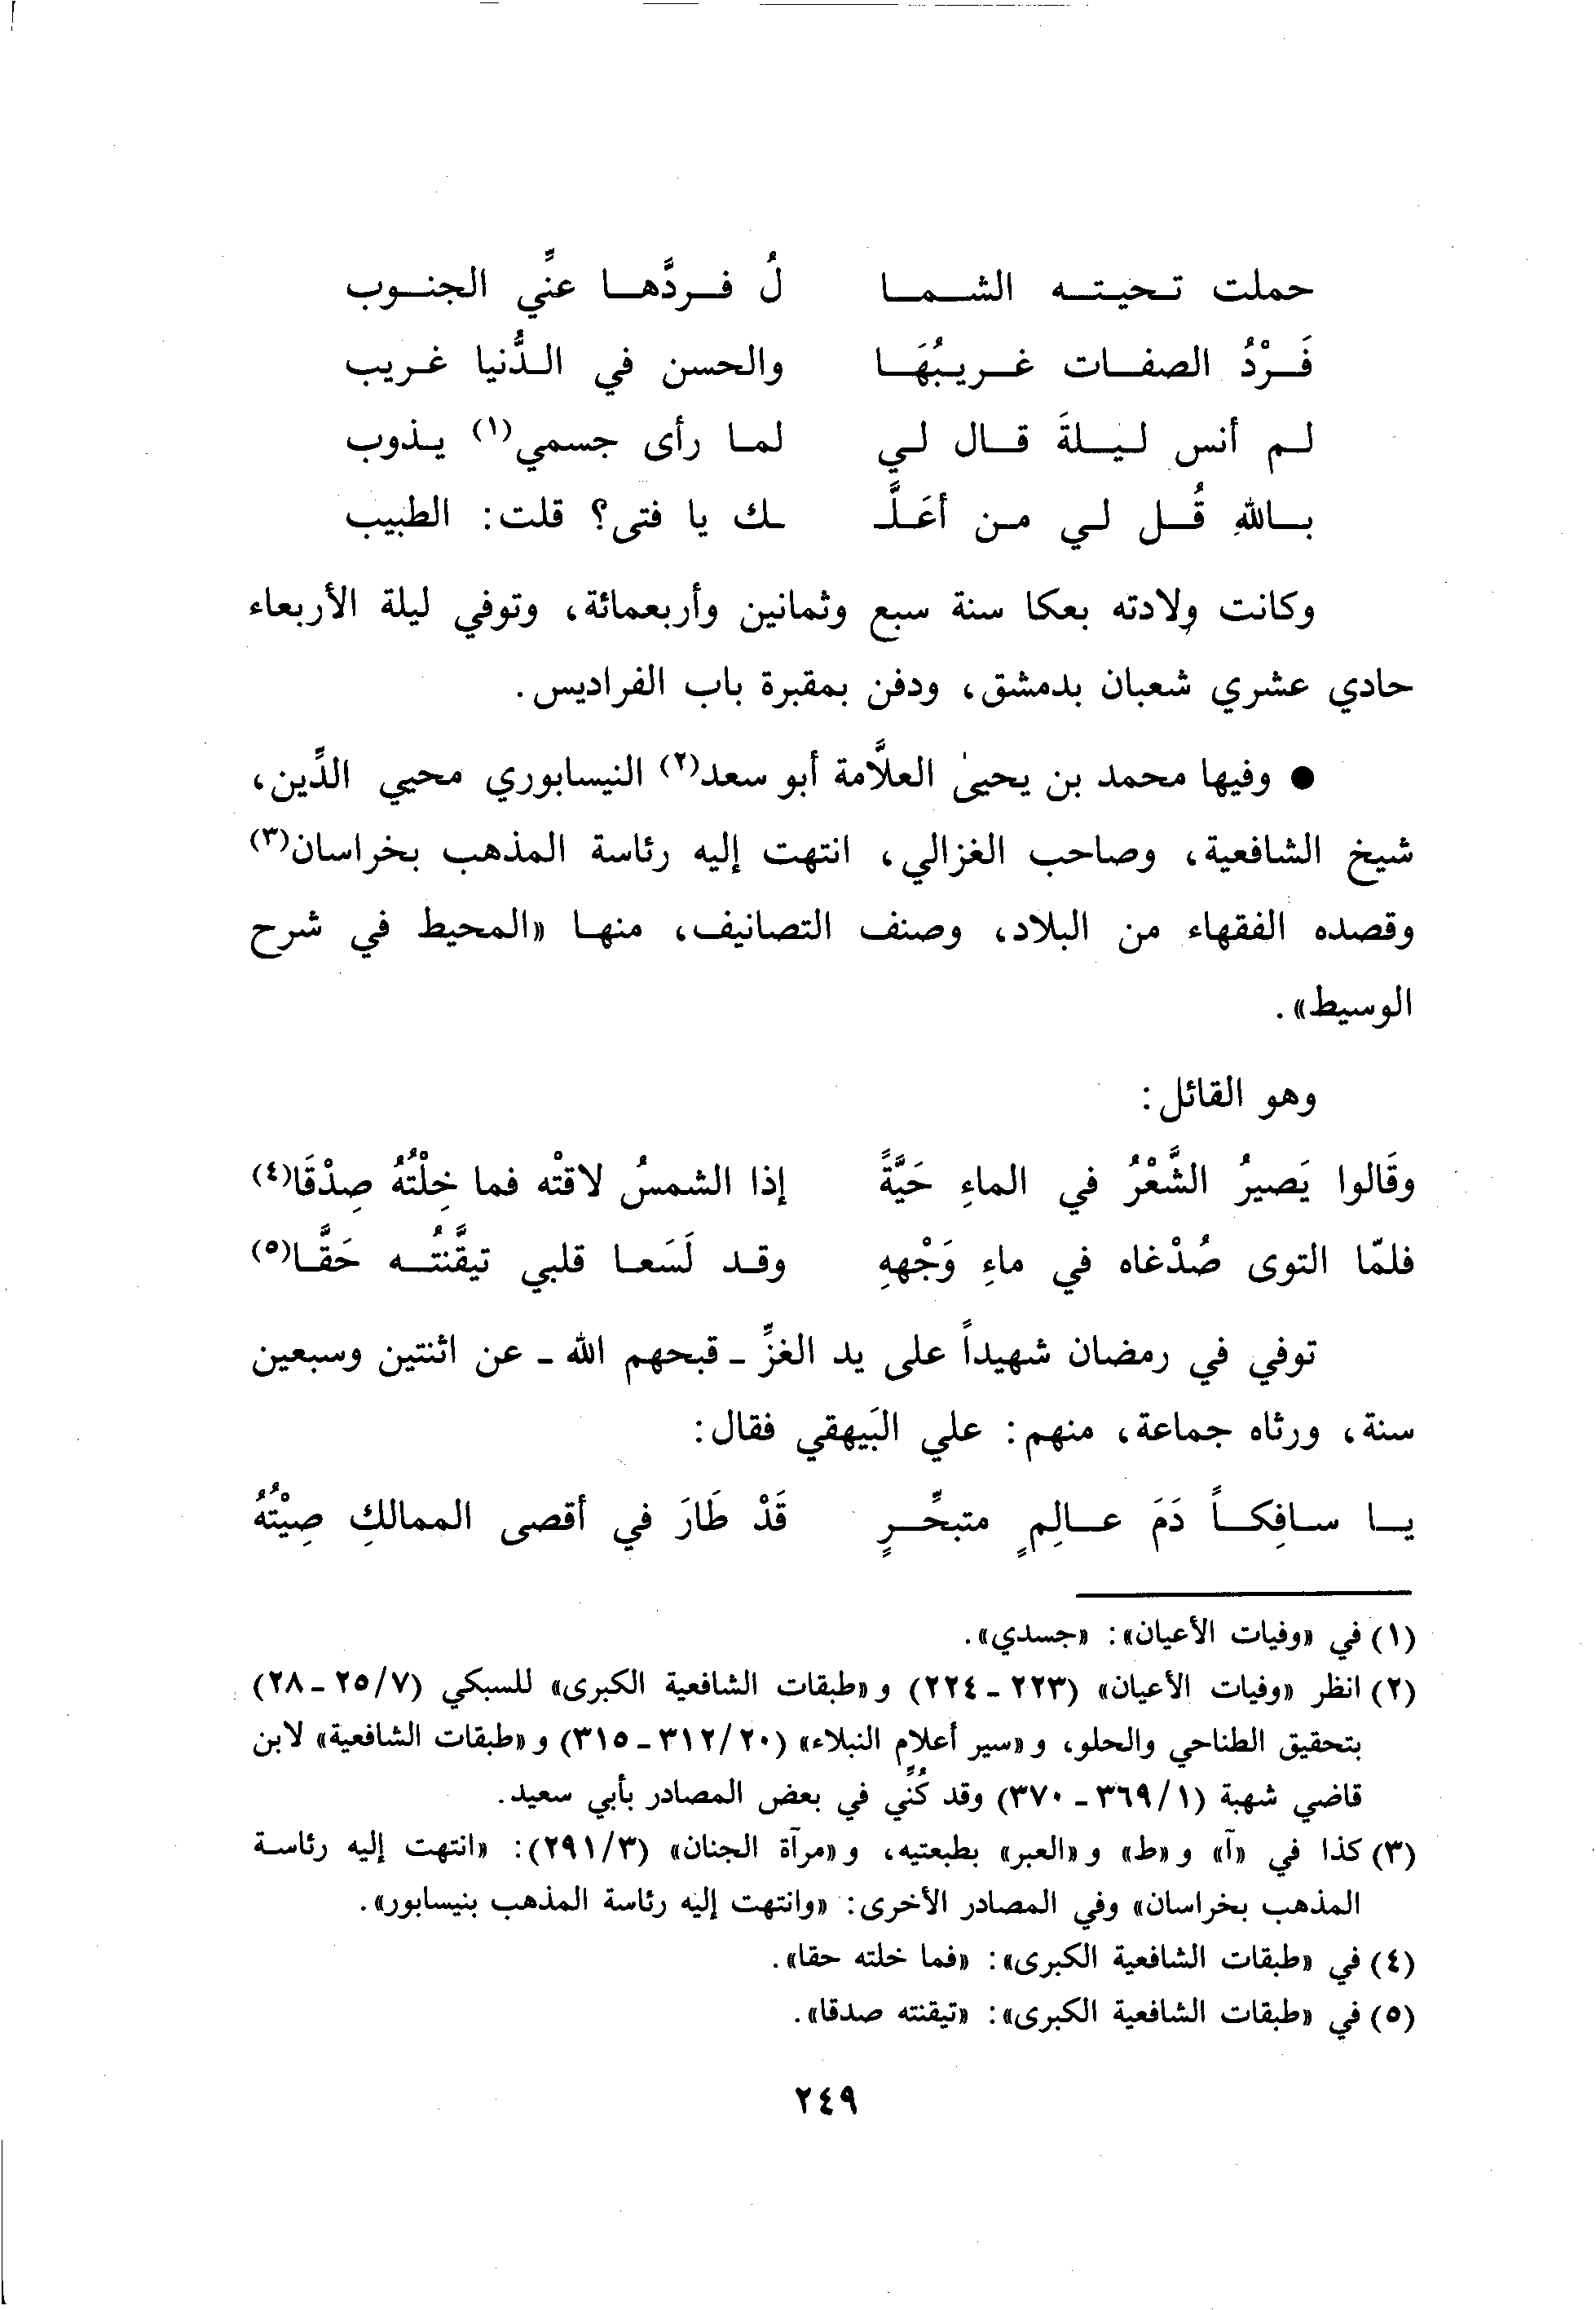 حملت تحيته الشما لُ فردَّها عنِّي الجنوب
فَرْدُ الصفات غريبُهَا والحسن في الدُّنيا غريب
لم أنس ليلةَ قال لي لما رأى جسمي(١) يذوب
باللهِ قُل لي من أعَلَّـ ـك يا فتى؟ قلت: الطبيب
وكانت ولادته بعكا سنة سبع وثمانين وأربعمائة، وتوفي ليلة الأربعاء
حادي عشري شعبان بدمشق، ودفن بمقبرة باب الفراديس.
● وفيها محمد بن يحيىٰ العلاَّمة أبو سعد(٢) النيسابوري محيي الدِّين،
شيخ الشافعية، وصاحب الغزالي، انتهت إليه رئاسة المذهب بخراسان(٣)
وقصده الفقهاء من البلاد، وصنف التصانيف، منها «المحيط في شرح
الوسيط».
وهو القائل:
وقَالوا يَصيرُ الشَّعْرُ في الماءِ حَيَّةً إذا الشمسُ لاقتْه فما خِلْتُهُ صِدْقَا(٤)
فلمّا التوى صُدْغاه في ماءِ وَجْههِ وقد لَسَعا قلبي تيقَّنتُه حَقَّا(٥)
توفي في رمضان شهيداً على يد الغزِّ ـ قبحهم الله ـ عن اثنتين وسبعين
سنة، ورثاه جماعة، منهم: علي البَيهقي فقال:
يا سافِكاً دَمَ عالِمٍ متبحِّرٍ قَدْ طَارَ في أقصى الممالكِ صِيْتُهُ
(١) في «وفيات الأعيان»: «جسدي».
(٢) انظر «وفيات الأعيان» (٢٢٣ ـ ٢٢٤) و«طبقات الشافعية الكبرى» للسبكي (٢٥/٧ ـ ٢٨)
بتحقيق الطناحي والحلو، و«سير أعلام النبلاء» (٣١٢/٢٠ ـ ٣١٥) و«طبقات الشافعية» لابن
قاضي شهبة (٣٦٩/١ ـ ٣٧٠) وقد كُنِّي في بعض المصادر بأبي سعيد.
(٣) كذا في «آ» و«ط» و«العبر» بطبعتيه، و«مرآة الجنان» (٢٩١/٣): «انتهت إليه رئاسة
المذهب بخراسان» وفي المصادر الأخرى: «وانتهت إليه رئاسة المذهب بنيسابور».
(٤) في «طبقات الشافعية الكبرى»: «فما خلته حقا».
(٥) في «طبقات الشافعية الكبرى»: «تيقنته صدقا».
٢٤٩